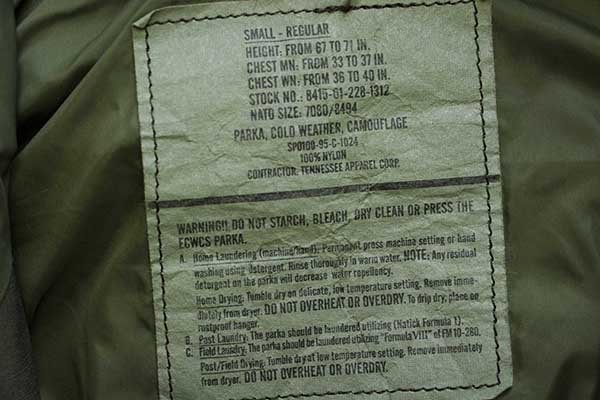 SMALL - REGULAR
HEIGHT: FROM 67 TO 71 IN.
CHEST MN: FROM 33 TO 37 IN.
CHEST WN: FROM 36 TO 40 IN.
STOCK NO.: 8415-01-228-1312
NATO SIZE: 7080/8494
PARKA, COLD WEATHER, CAMOUFLAGE
SPO100-95-C-1024
100% NYLON
CONTRACTOR: TENNESSEE APPAREL CORP.
WARNING!! DO NOT STARCH, BLEACH, DRY CLEAN OR PRESS THE
ECWCS PARKA.
A. Home Laundering (machine/hand). Permanent press machine setting or hand
washing using detergent. Rinse thoroughly in warm water. NOTE: Any residual
detergent on the parka will decrease water repellency.
Home Drying: Tumble dry on delicate, low temperature setting. Remove imme-
diately from dryer. DO NOT OVERHEAT OR OVERDRY. To drip dry, place on
rustproof hanger.
B. Post Laundry. The parka should be laundered utilizing (Natick Formula 1).
C. Field Laundry. The parka should be laundered utilizing "Formula VIII" of FM 10-280.
Post/Field Drying: Tumble dry at low temperature setting. Remove immediately
from dryer. DO NOT OVERHEAT OR OVERDRY.